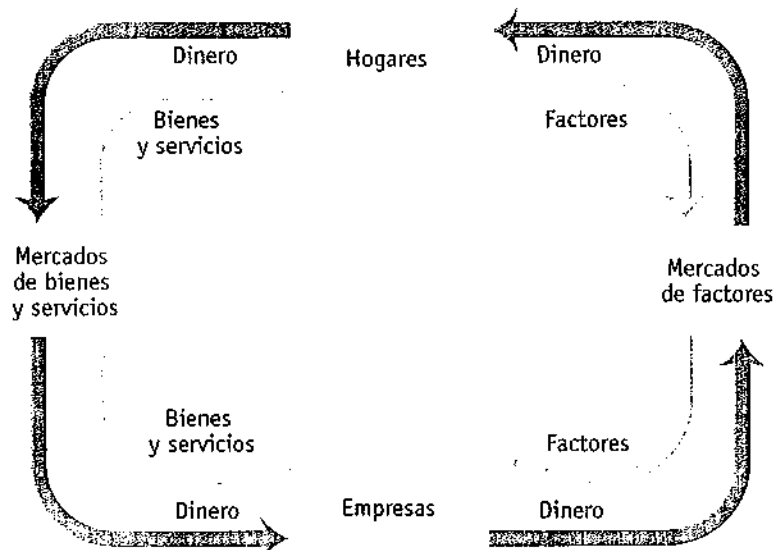 Dinero
Hogares
Dinero
Bienes
y servicios
Factores
Mercados
de bienes
y servicios
Mercados
de factores
Bienes
y servicios
Factores
Dinero
Empresas
Dinero